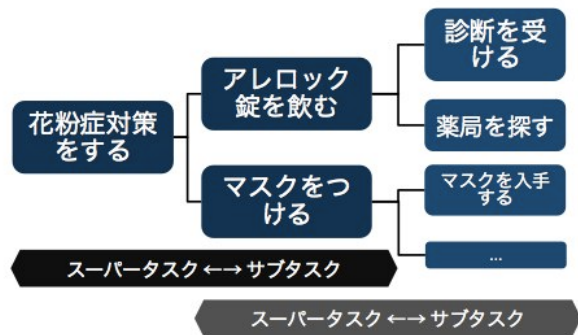 花粉症対策
をする
アレロック
錠を飲む
マスクをつ
ける
診断を受
ける
薬局を探す
マスクを入手
する
...
スーパータスク ←→ サブタスク
スーパータスク ←→ サブタスク